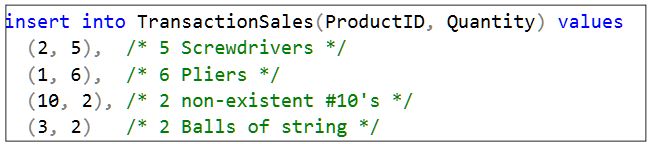 insert into TransactionSales(ProductID, Quantity) values
(2, 5), /* 5 Screwdrivers */
(1, 6), /* 6 Pliers */
(10, 2), /* 2 non-existent #10's */
(3, 2) /* 2 Balls of string */